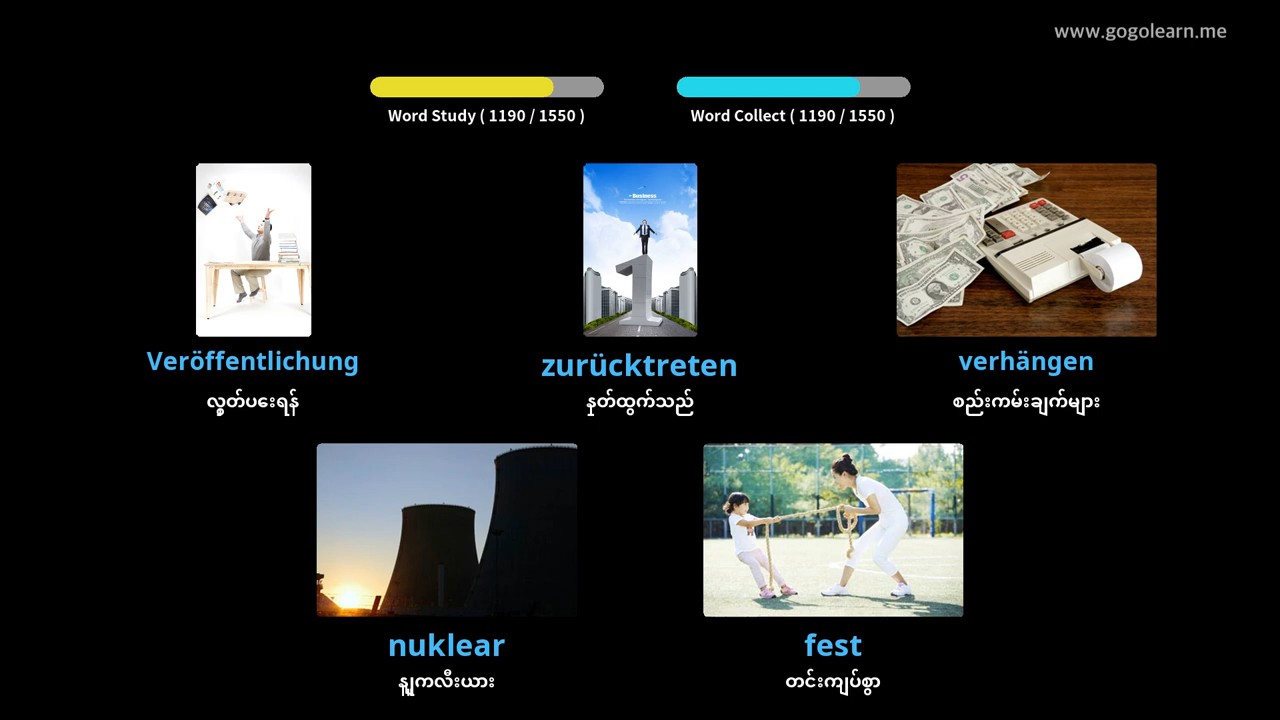 www.gogolearn.me
Word Study ( 1190 / 1550 )
Word Collect ( 1190 / 1550 )
Business
Veröffentlichung
zurücktreten
verhängen
လွှတ်ပေးရန်
နုတ်ထွက်သည်
စည်းကမ်းချက်များ
1
nuklear
fest
နျူကလီးယား
တင်းကျပ်စွာ